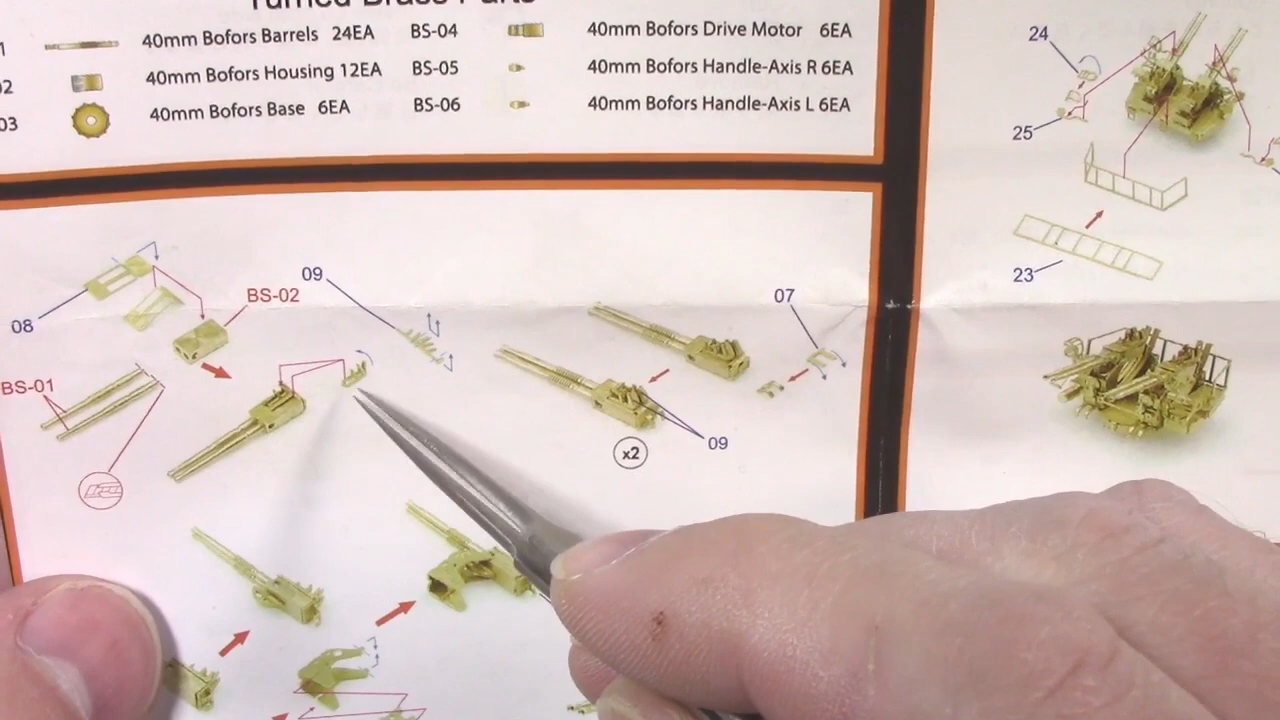 Turned Brass Parts
1 40mm Bofors Barrels 24EA BS-04 40mm Bofors Drive Motor 6EA
02 40mm Bofors Housing 12EA BS-05 40mm Bofors Handle-Axis R 6EA
03 40mm Bofors Base 6EA BS-06 40mm Bofors Handle-Axis L 6EA
24
25
23
08
BS-02
09
07
BS-01
09
x2